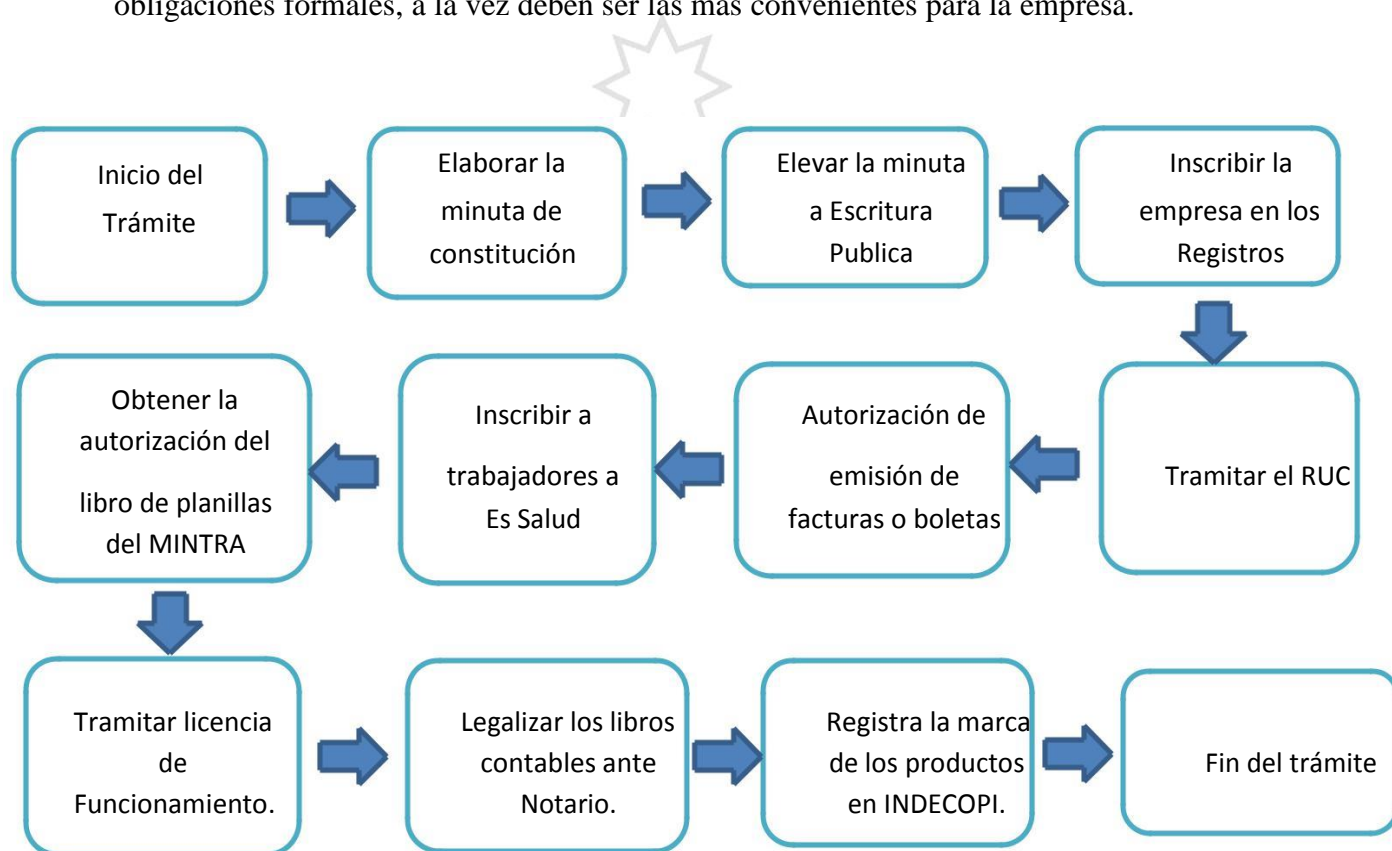 obligaciones formales, a la vez deben ser las más convenientes para la empresa.
Inicio del
Trámite
Elaborar la
minuta de
constitución
Elevar la minuta
a Escritura
Publica
Inscribir la
empresa en los
Registros
Tramitar el RUC
Autorización de
emisión de
facturas o boletas
Inscribir a
trabajadores a
Es Salud
Obtener la
autorización del
libro de planillas
del MINTRA
Tramitar licencia
de
Funcionamiento.
Legalizar los libros
contables ante
Notario.
Registra la marca
de los productos
en INDECOPI.
Fin del trámite